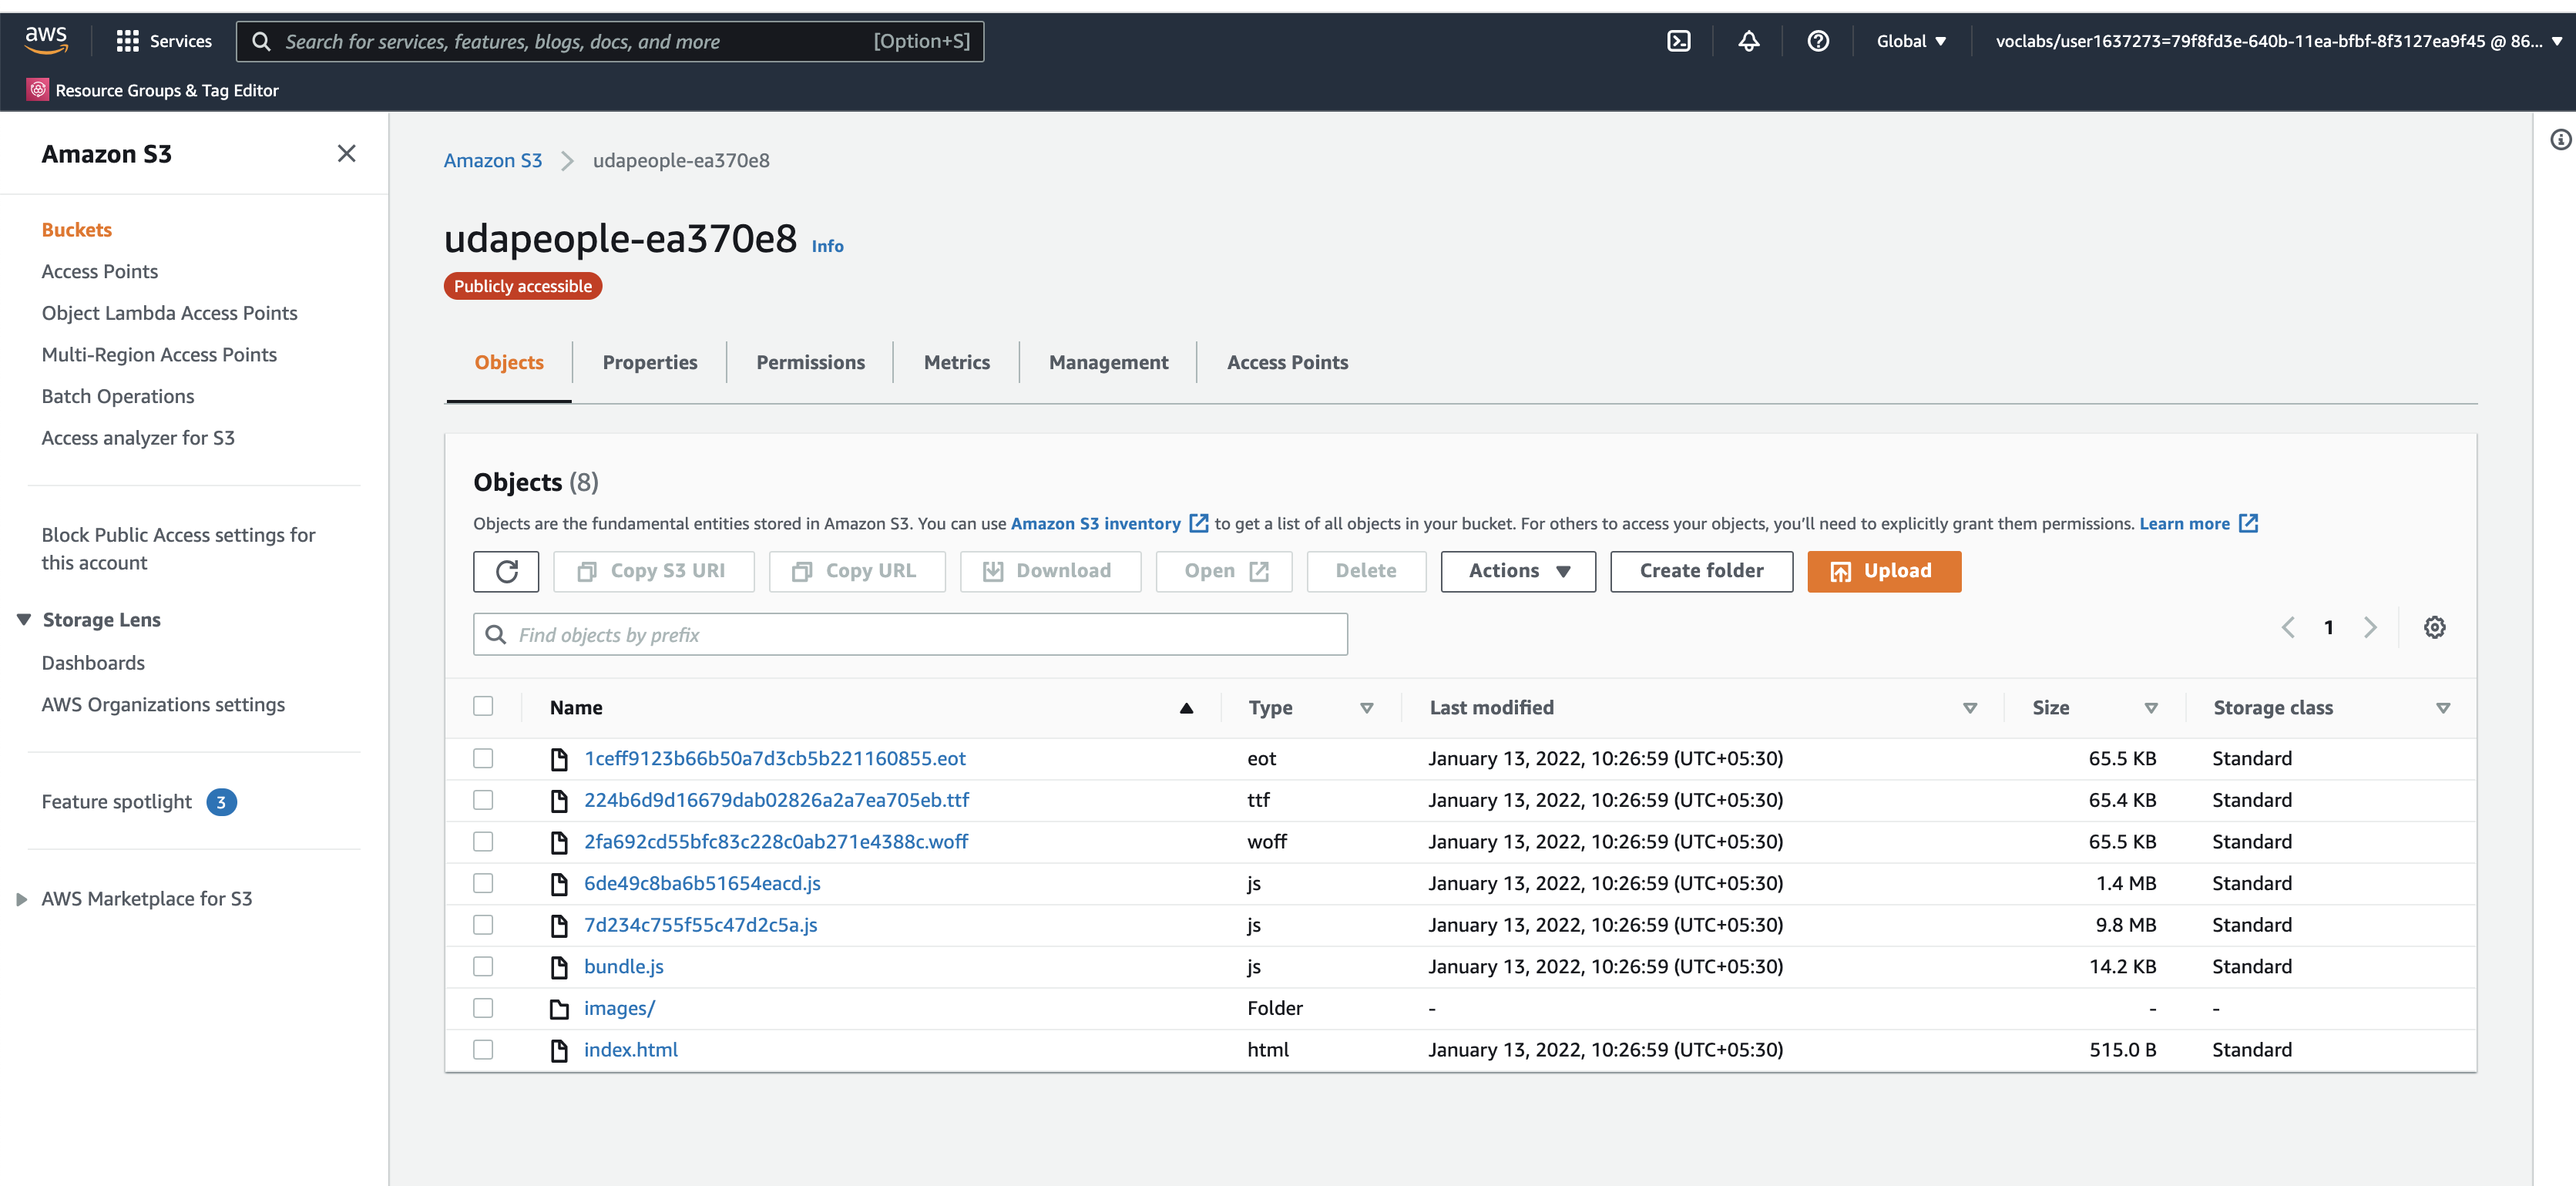 aws
Services
Search for services, features, blogs, docs, and more [Option+S]
Global
voclabs/user1637273=79f8fd3e-640b-11ea-bfbf-8f3127ea9f45 @ 86...
Resource Groups & Tag Editor
Amazon S3
Buckets
Access Points
Object Lambda Access Points
Multi-Region Access Points
Batch Operations
Access analyzer for S3
Block Public Access settings for
this account
Storage Lens
Dashboards
AWS Organizations settings
Feature spotlight 3
AWS Marketplace for S3
Amazon S3 udapeople-ea370e8
udapeople-ea370e8 Info
Publicly accessible
Objects Properties Permissions Metrics Management Access Points
Objects (8)
Objects are the fundamental entities stored in Amazon S3. You can use Amazon S3 inventory to get a list of all objects in your bucket. For others to access your objects, you'll need to explicitly grant them permissions. Learn more
Copy S3 URI Copy URL Download Open Delete Actions Create folder Upload
Find objects by prefix
1
Name Type Last modified Size Storage class
1ceff9123b66b50a7d3cb5b221160855.eot eot January 13, 2022, 10:26:59 (UTC+05:30) 65.5 KB Standard
224b6d9d16679dab02826a2a7ea705eb.ttf ttf January 13, 2022, 10:26:59 (UTC+05:30) 65.4 KB Standard
2fa692cd55bfc83c228c0ab271e4388c.woff woff January 13, 2022, 10:26:59 (UTC+05:30) 65.5 KB Standard
6de49c8ba6b51654eacd.js js January 13, 2022, 10:26:59 (UTC+05:30) 1.4 MB Standard
7d234c755f55c47d2c5a.js js January 13, 2022, 10:26:59 (UTC+05:30) 9.8 MB Standard
bundle.js js January 13, 2022, 10:26:59 (UTC+05:30) 14.2 KB Standard
images/ Folder - - -
index.html html January 13, 2022, 10:26:59 (UTC+05:30) 515.0 B Standard